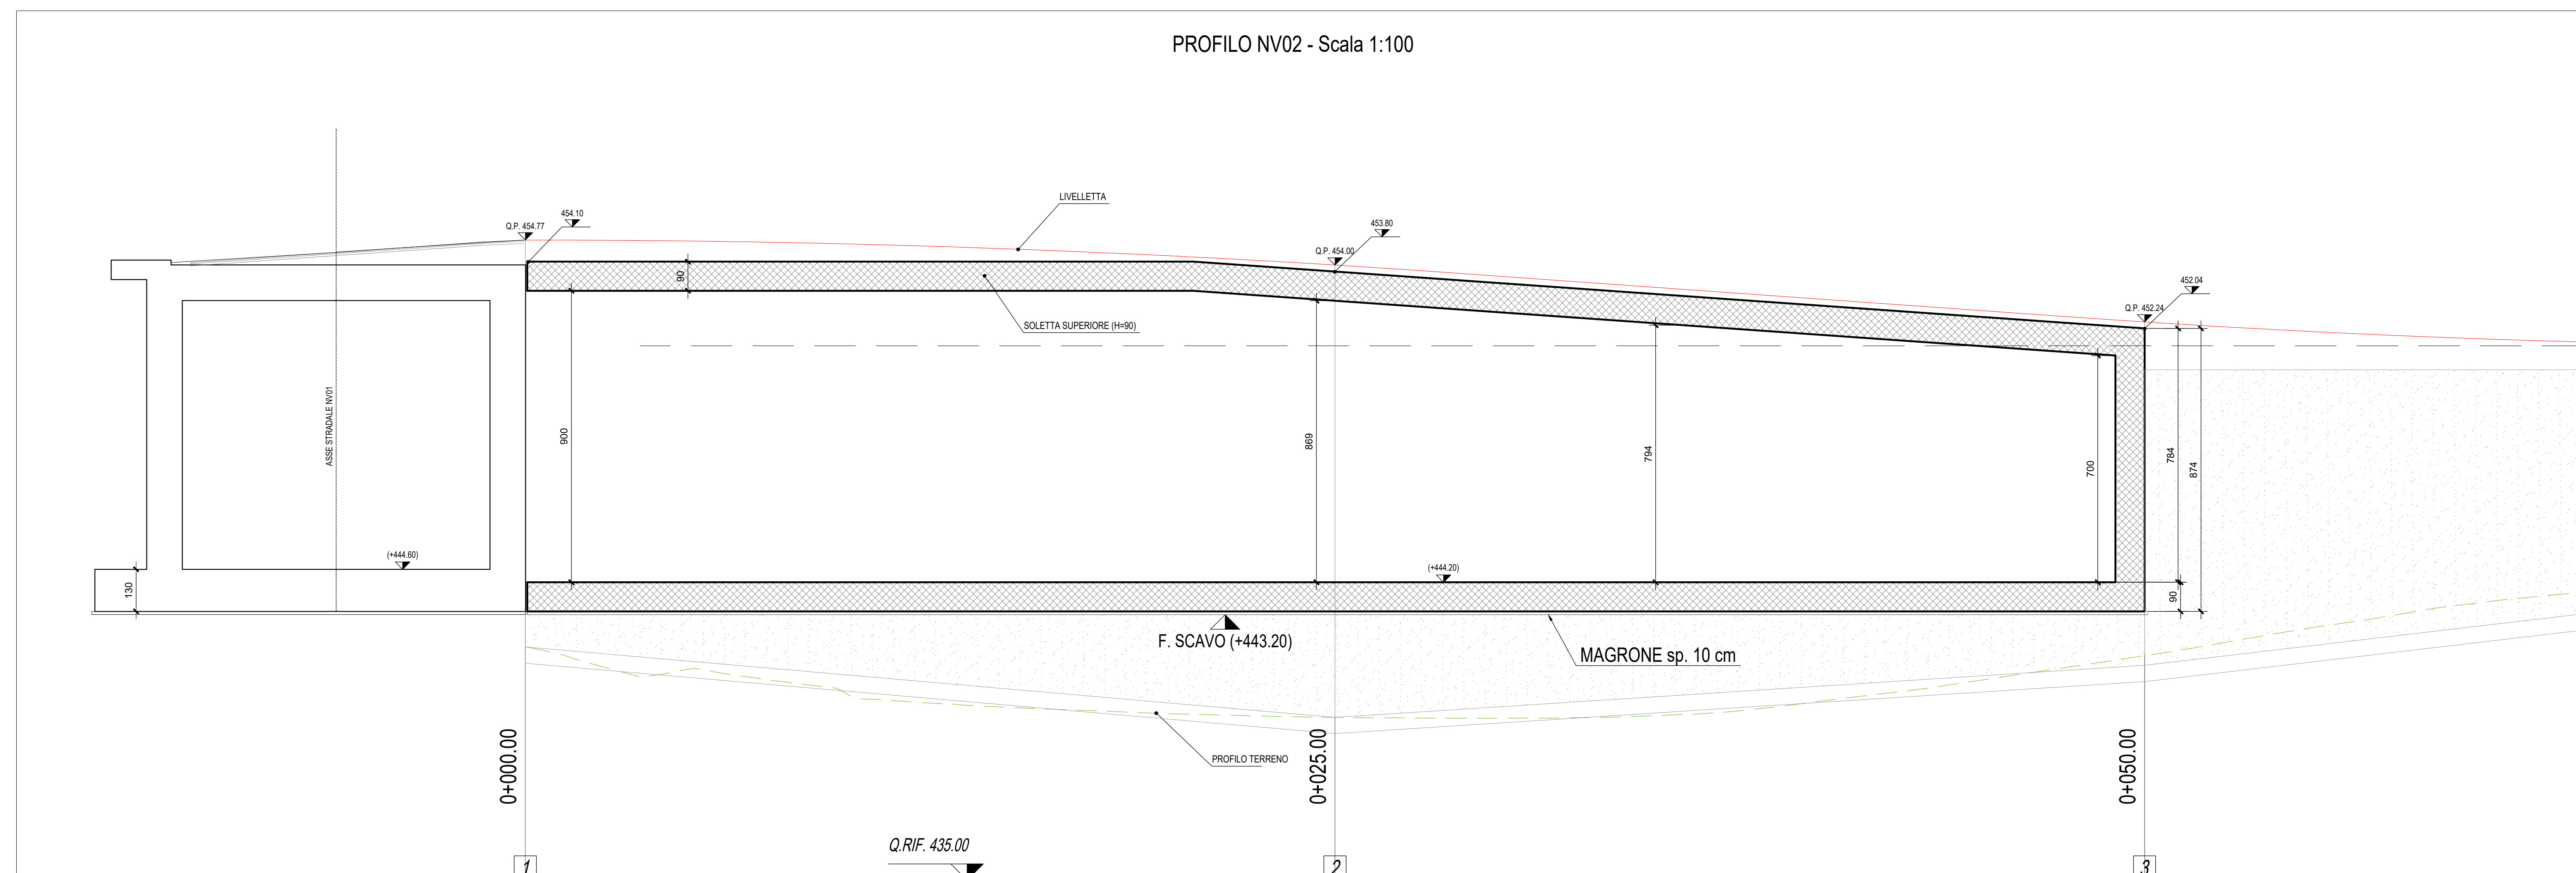 PROFILO NV02 - Scala 1:100
LIVELLETTA
454.10
Q.P. 454.77
453.80
Q.P. 454.00
452.04
Q.P. 452.24
90
SOLETTA SUPERIORE (H=90)
ASSE STRADALE NV01
900
869
794
700
784
874
(+444.60)
(+444.20)
130
90
F. SCAVO (+443.20)
MAGRONE sp. 10 cm
PROFILO TERRENO
0+000.00
0+025.00
0+050.00
Q.RIF. 435.00
1
2
3